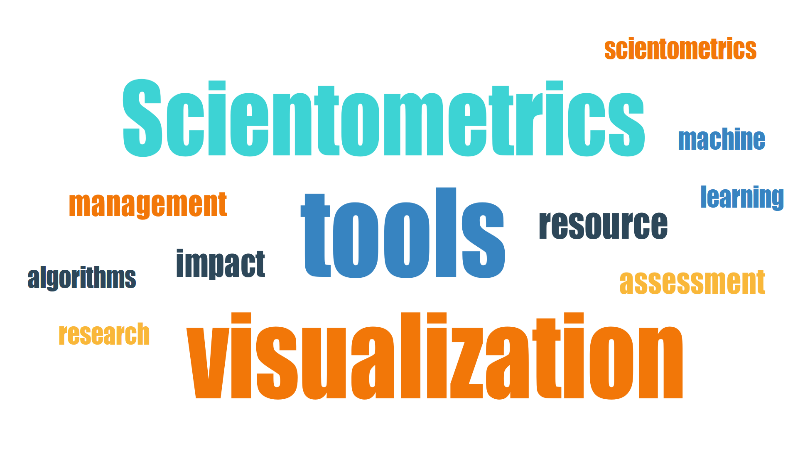 scientometrics
Scientometrics
machine
learning
management
tools
resource
impact
algorithms
assessment
research
visualization